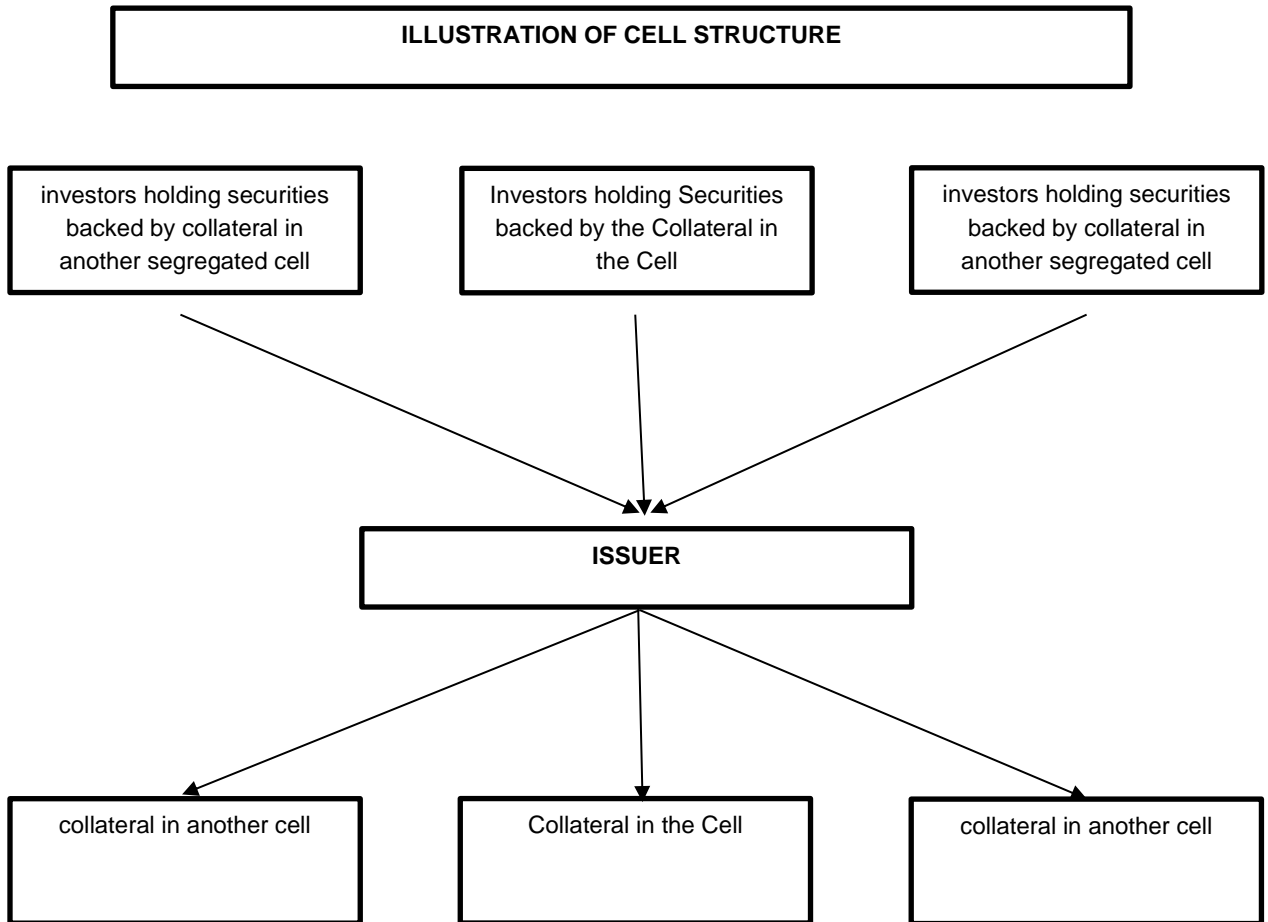 ILLUSTRATION OF CELL STRUCTURE
investors holding securities
backed by collateral in
another segregated cell
Investors holding Securities
backed by the Collateral in
the Cell
investors holding securities
backed by collateral in
another segregated cell
ISSUER
collateral in another cell
Collateral in the Cell
collateral in another cell